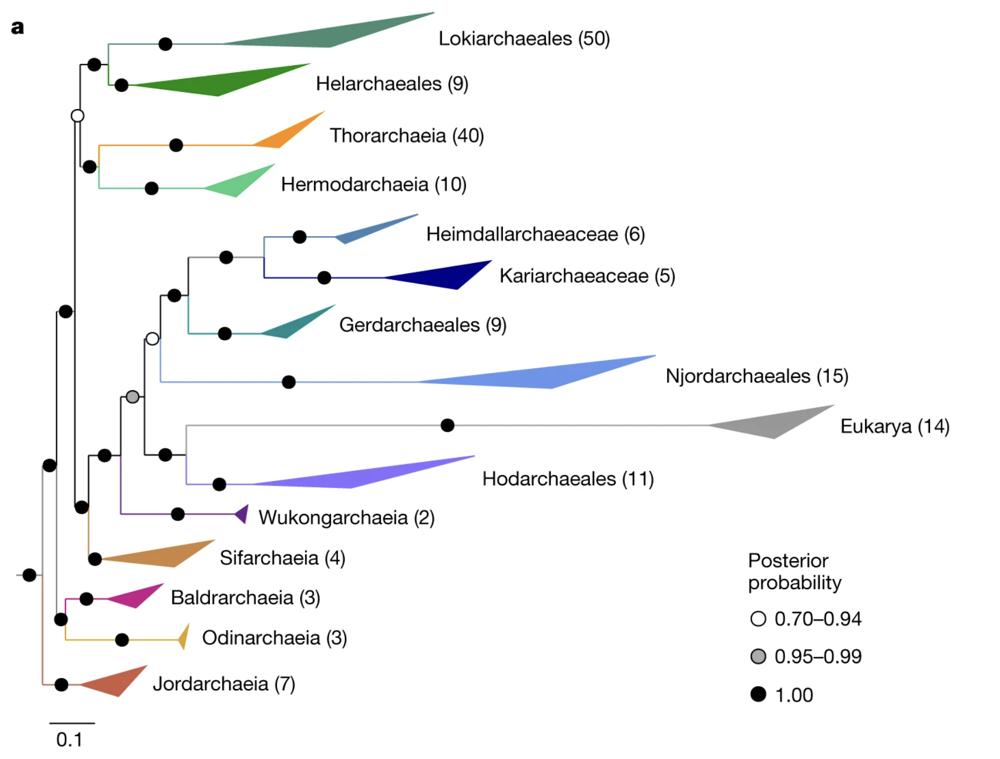 a
Lokiarchaeales (50)
Helarchaeales (9)
Thorarchaeia (40)
Hermodarchaeia (10)
Heimdallarchaeaceae (6)
Kariarchaeaceae (5)
Gerdarchaeales (9)
Njordarchaeales (15)
Eukarya (14)
Hodarchaeales (11)
Wukongarchaeia (2)
Sifarchaeia (4)
Baldrarchaeia (3)
Odinarchaeia (3)
Jordarchaeia (7)
0.1
Posterior
probability
0.70–0.94
0.95–0.99
1.00